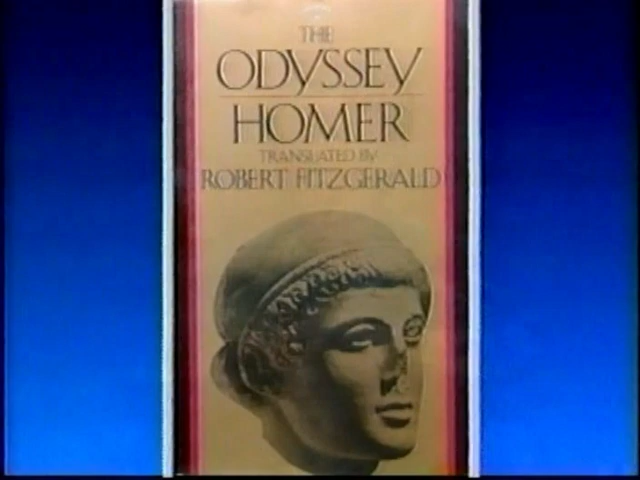 THE
ODYSSEY
HOMER
TRANSLATED BY
ROBERT FITZGERALD